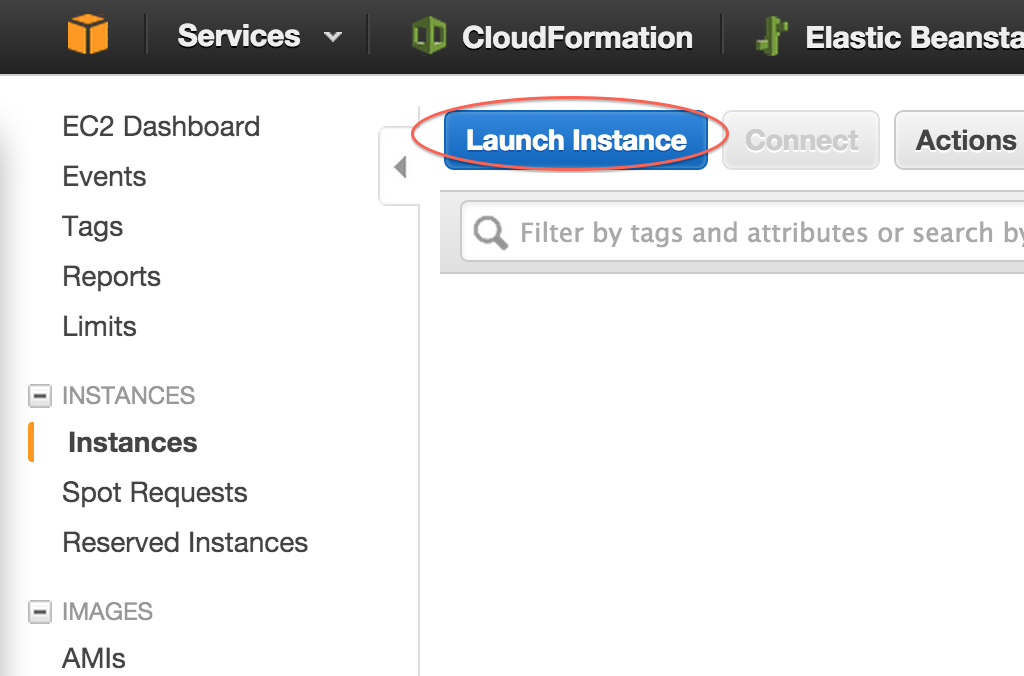 Services
CloudFormation
Elastic Beansta
EC2 Dashboard
Events
Tags
Reports
Limits
INSTANCES
Instances
Spot Requests
Reserved Instances
IMAGES
AMIs
Launch Instance
Connect
Actions
Filter by tags and attributes or search by